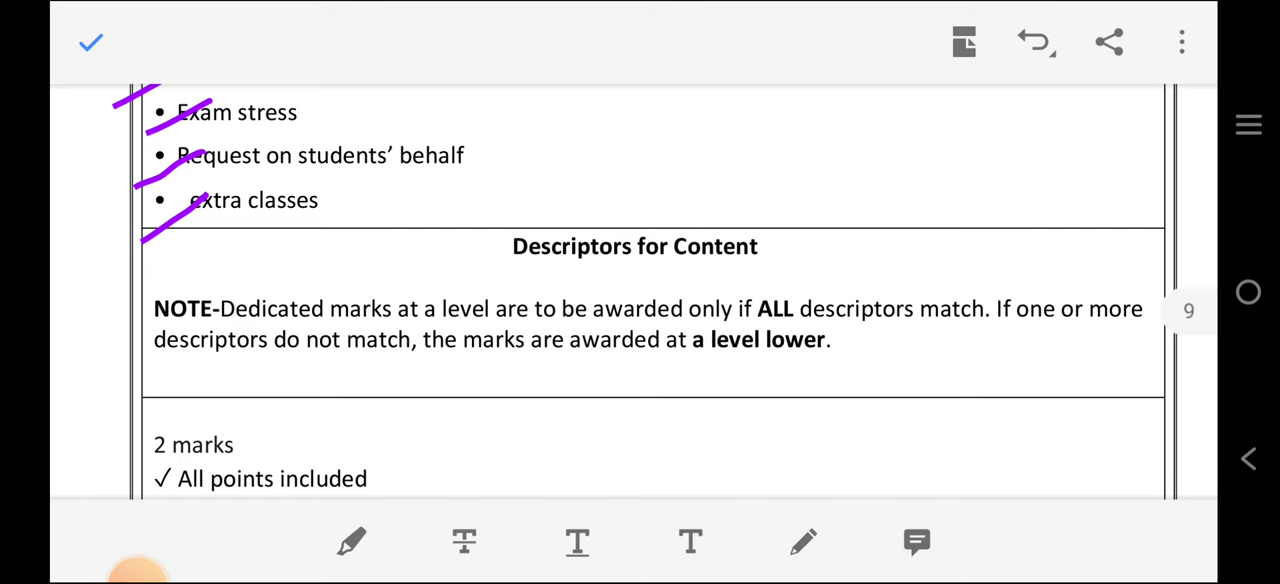 • Exam stress
• Request on students’ behalf
• extra classes
Descriptors for Content
NOTE-Dedicated marks at a level are to be awarded only if ALL descriptors match. If one or more
descriptors do not match, the marks are awarded at a level lower.
9
2 marks
✓ All points included